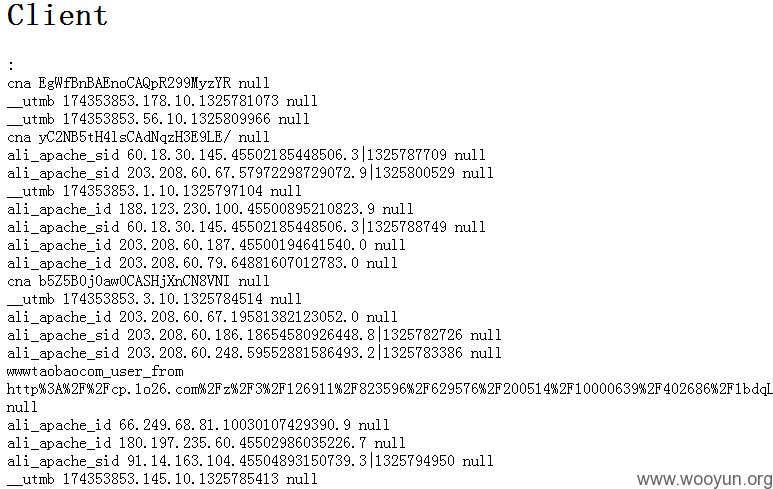 Client
:
cna EgWfBnBAEnoCAQpR299MyzYR null
__utmb 174353853.178.10.1325781073 null
__utmb 174353853.56.10.1325809966 null
cna yC2NB5tH4lsCAdNqzH3E9LE/ null
ali_apache_sid 60.18.30.145.45502185448506.3|1325787709 null
ali_apache_sid 203.208.60.67.57972298729072.9|1325800529 null
__utmb 174353853.1.10.1325797104 null
ali_apache_id 188.123.230.100.45500895210823.9 null
ali_apache_sid 60.18.30.145.45502185448506.3|1325788749 null
ali_apache_id 203.208.60.187.45500194641540.0 null
ali_apache_id 203.208.60.79.64881607012783.0 null
cna b5Z5B0j0aw0CASHjXnCN8VNI null
__utmb 174353853.3.10.1325784514 null
ali_apache_id 203.208.60.67.19581382123052.0 null
ali_apache_sid 203.208.60.186.18654580926448.8|1325782726 null
ali_apache_sid 203.208.60.248.59552881586493.2|1325783386 null
wwwtaobaocom_user_from
http%3A%2F%2Fcp.1o26.com%2Fz%2F3%2F126911%2F823596%2F629576%2F200514%2F10000639%2F402686%2F1bdqL
null
ali_apache_id 66.249.68.81.10030107429390.9 null
ali_apache_id 180.197.235.60.45502986035226.7 null
ali_apache_sid 91.14.163.104.45504893150739.3|1325794950 null
__utmb 174353853.145.10.1325785413 null
www.wooyun.org